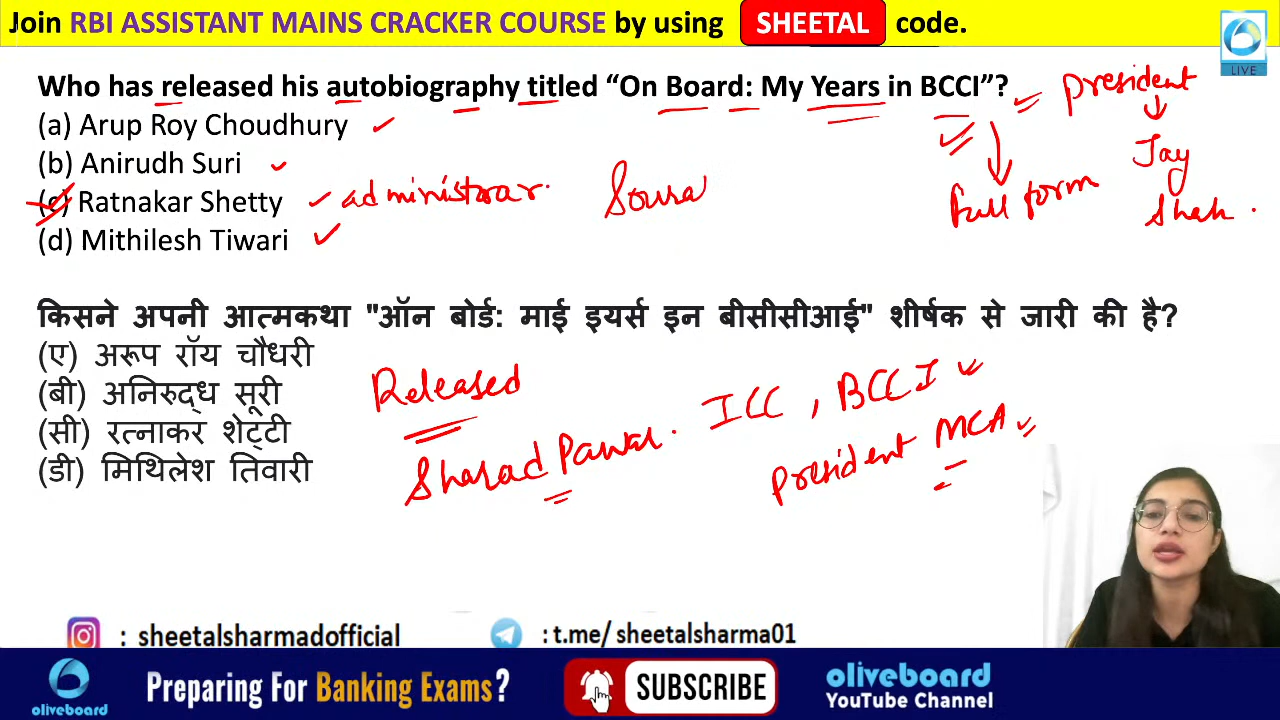 Join RBI ASSISTANT MAINS CRACKER COURSE by using SHEETAL code.
LIVE
Who has released his autobiography titled “On Board: My Years in BCCI”?
president
(a) Arup Roy Choudhury
Jay
(b) Anirudh Suri
Shah.
(c) Ratnakar Shetty
administrar.
Soura
full form
(d) Mithilesh Tiwari
किसने अपनी आत्मकथा "ऑन बोर्ड: माई इयर्स इन बीसीसीआई" शीर्षक से जारी की है?
(ए) अरूप रॉय चौधरी
(बी) अनिरुद्ध सूरी
(सी) रत्नाकर शेट्टी
(डी) मिथिलेश तिवारी
Released
ICC, BCCI
Sharad Pawar.
president MCA
: sheetalsharmadofficial
: t.me/ sheetalsharma01
oliveboard
Preparing For Banking Exams?
SUBSCRIBE
oliveboard
YouTube Channel